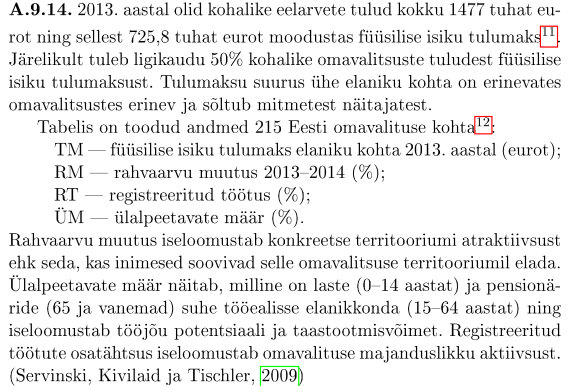 A.9.14. 2013. aastal olid kohalike eelarvete tulud kokku 1477 tuhat eu-
rot ning sellest 725,8 tuhat eurot moodustas füüsilise isiku tulumaks11.
Järelikult tuleb ligikaudu 50% kohalike omavalitsuste tuludest füüsilise
isiku tulumaksust. Tulumaksu suurus ühe elaniku kohta on erinevates
omavalitsustes erinev ja sõltub mitmetest näitajatest.
Tabelis on toodud andmed 215 Eesti omavalituse kohta12:
TM — füüsilise isiku tulumaks elaniku kohta 2013. aastal (eurot);
RM — rahvaarvu muutus 2013–2014 (%);
RT — registreeritud töötus (%);
ÜM — ülalpeetavate määr (%).
Rahvaarvu muutus iseloomustab konkreetse territooriumi atraktiivsust
ehk seda, kas inimesed soovivad selle omavalitsuse territooriumil elada.
Ülalpeetavate määr näitab, milline on laste (0–14 aastat) ja pensionä-
ride (65 ja vanemad) suhe tööealisse elanikkonda (15–64 aastat) ning
iseloomustab tööjõu potentsiaali ja taastootmisvõimet. Registreeritud
töötute osatähtsus iseloomustab omavalituse majanduslikku aktiivsust.
(Servinski, Kivilaid ja Tischler, 2009)